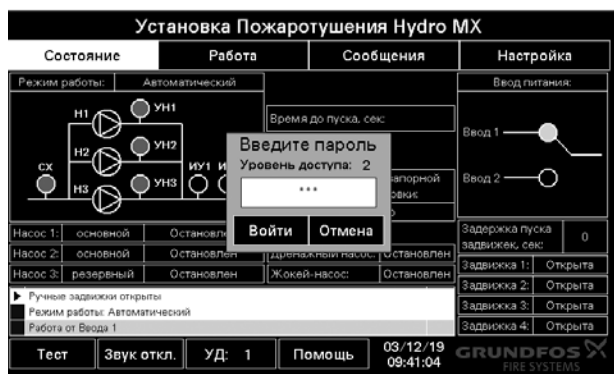 Установка Пожаротушения Hydro MX
Состояние Работа Сообщения Настройка
Режим работы: Автоматический
Ввод питания:
Н1 УН1
Время до пуска, сек:
Введите пароль
Ввод 1
Н2 УН2
Уровень доступа: 2
СХ ИУ1
запорной
Ввод 2
***
Н3 УН3
Войти Отмена
Задержка пуска
задвижек, сек: 0
Насос 1: основной
Насос 2: основной Остановлен Дренажный насос: Остановлен
Задвижка 1: Открыта
Насос 3: резервный Остановлен Жокей-насос: Остановлен
Задвижка 2: Открыта
Ручные задвижки открыты
Режим работы: Автоматический
Задвижка 3: Открыта
Работа от Ввода 1
Задвижка 4: Открыта
Тест Звук откл. УД: 1 Помощь 03/12/19
09:41:04
GRUNDFOS
FIRE SYSTEMS